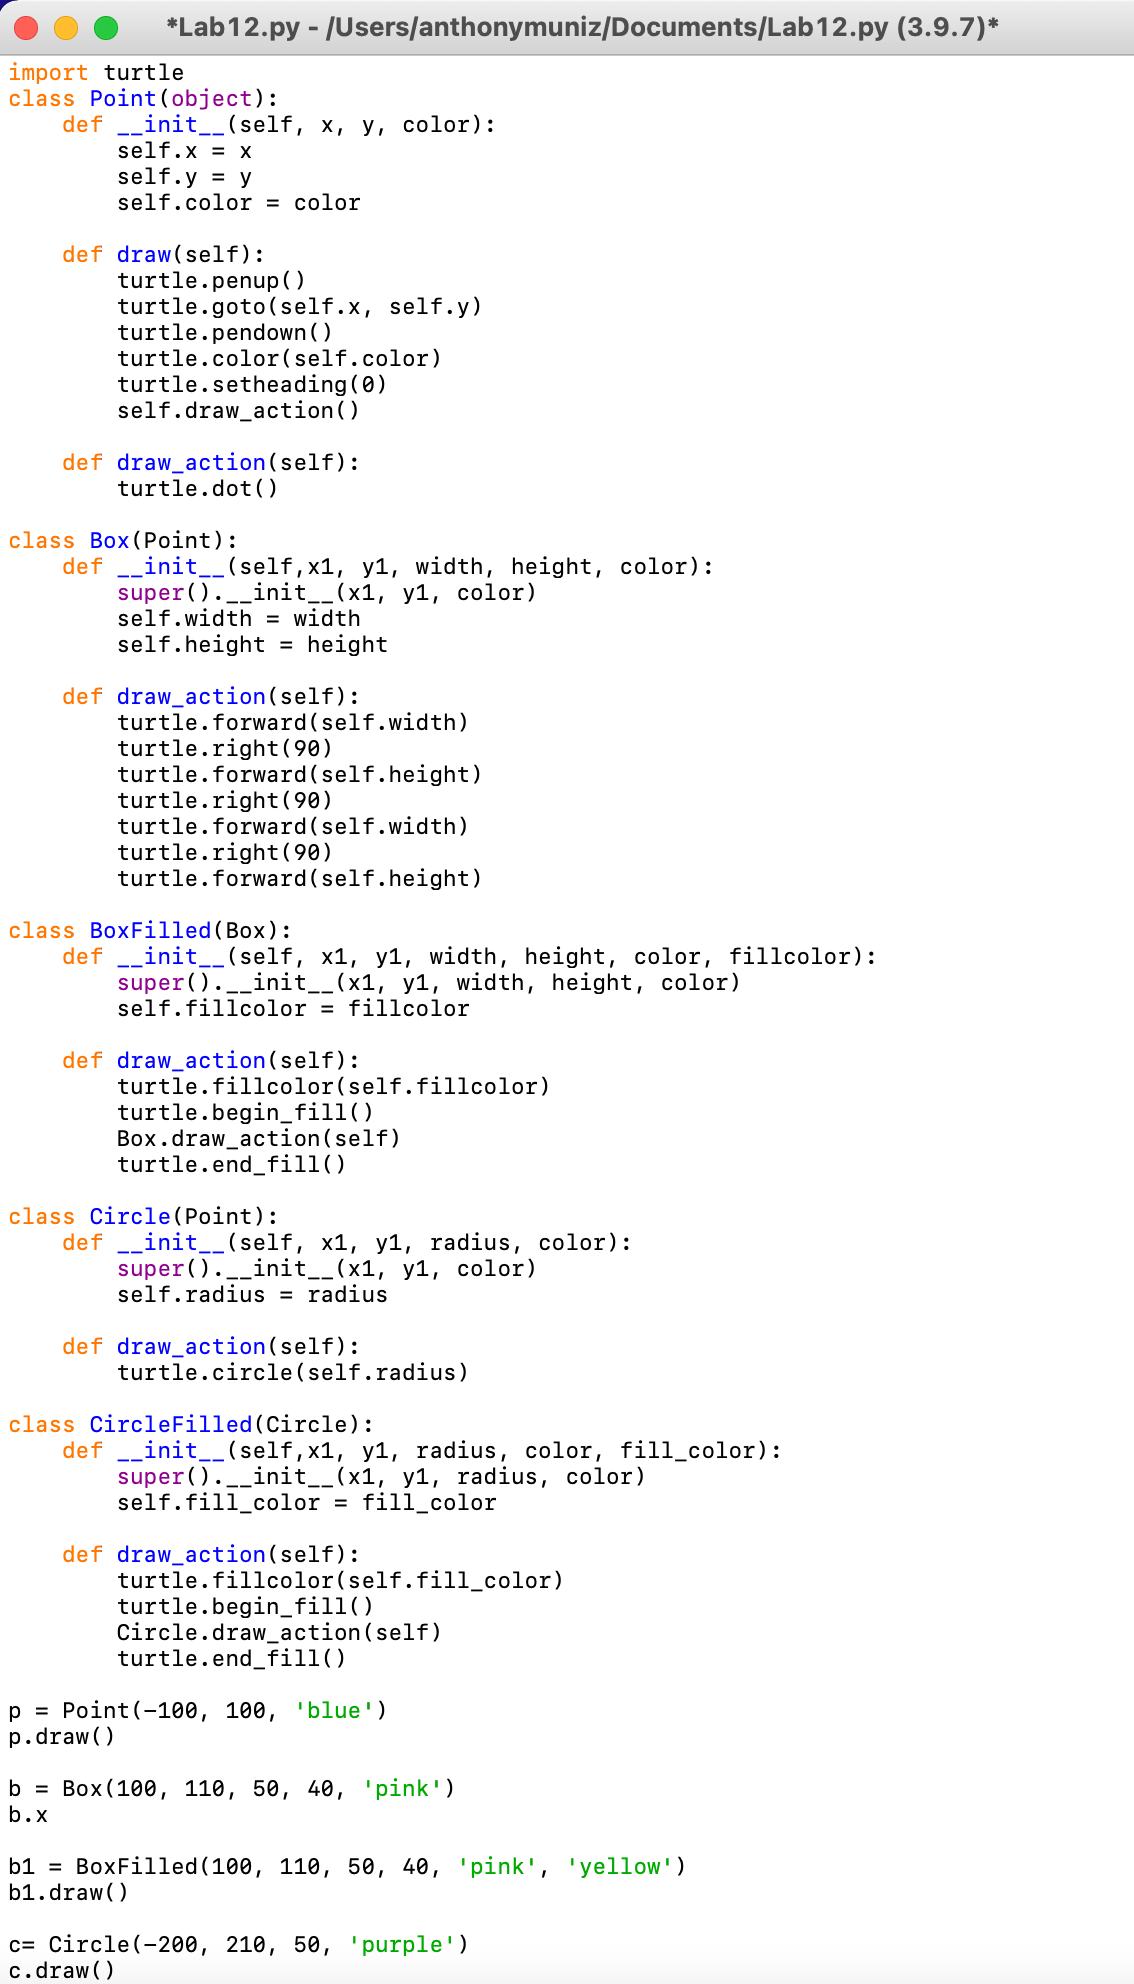 *Lab12.py - /Users/anthonymuniz/Documents/Lab12.py (3.9.7)*
import turtle
class Point(object):
    def __init__(self, x, y, color):
        self.x = x
        self.y = y
        self.color = color

    def draw(self):
        turtle.penup()
        turtle.goto(self.x, self.y)
        turtle.pendown()
        turtle.color(self.color)
        turtle.setheading(0)
        self.draw_action()

    def draw_action(self):
        turtle.dot()

class Box(Point):
    def __init__(self,x1, y1, width, height, color):
        super().__init__(x1, y1, color)
        self.width = width
        self.height = height

    def draw_action(self):
        turtle.forward(self.width)
        turtle.right(90)
        turtle.forward(self.height)
        turtle.right(90)
        turtle.forward(self.width)
        turtle.right(90)
        turtle.forward(self.height)

class BoxFilled(Box):
    def __init__(self, x1, y1, width, height, color, fillcolor):
        super().__init__(x1, y1, width, height, color)
        self.fillcolor = fillcolor

    def draw_action(self):
        turtle.fillcolor(self.fillcolor)
        turtle.begin_fill()
        Box.draw_action(self)
        turtle.end_fill()

class Circle(Point):
    def __init__(self, x1, y1, radius, color):
        super().__init__(x1, y1, color)
        self.radius = radius

    def draw_action(self):
        turtle.circle(self.radius)

class CircleFilled(Circle):
    def __init__(self,x1, y1, radius, color, fill_color):
        super().__init__(x1, y1, radius, color)
        self.fill_color = fill_color

    def draw_action(self):
        turtle.fillcolor(self.fill_color)
        turtle.begin_fill()
        Circle.draw_action(self)
        turtle.end_fill()

p = Point(-100, 100, 'blue')
p.draw()

b = Box(100, 110, 50, 40, 'pink')
b.x

b1 = BoxFilled(100, 110, 50, 40, 'pink', 'yellow')
b1.draw()

c= Circle(-200, 210, 50, 'purple')
c.draw()